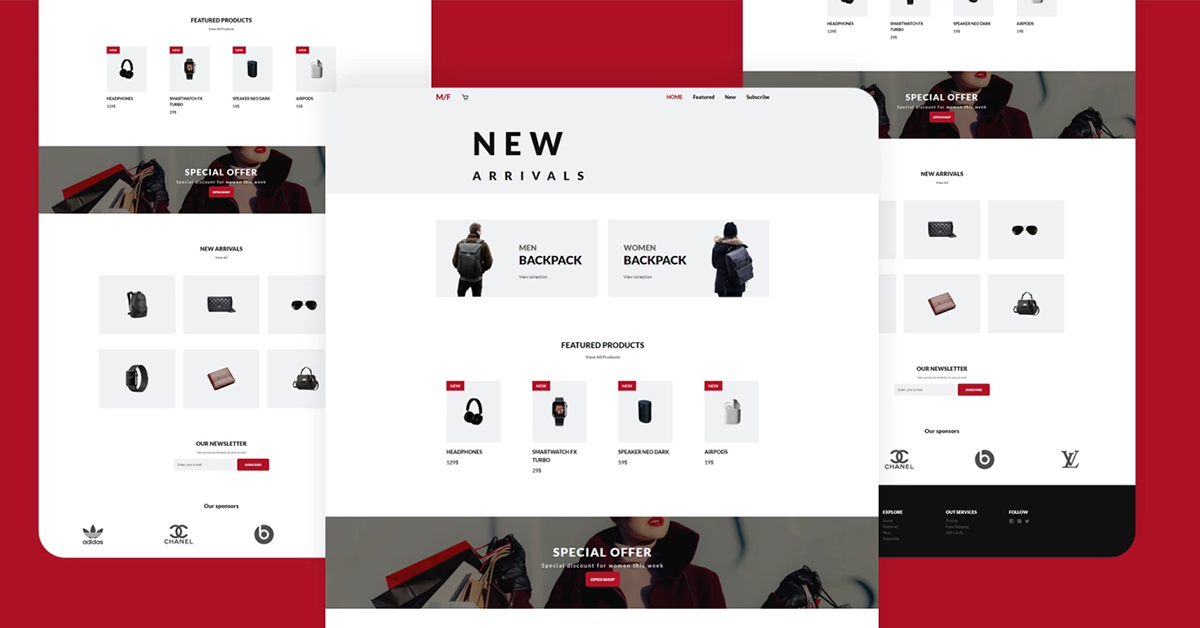 FEATURED PRODUCTS
View All Products
NEW
NEW
NEW
NEW
HEADPHONES
SMARTWATCH FX
TURBO
SPEAKER NEO DARK
AIRPODS
129$
29$
59$
19$
SPECIAL OFFER
Special discount for women this week
OPEN SHOP
NEW ARRIVALS
View All
OUR NEWSLETTER
Enter your e-mail
SUBSCRIBE
Our sponsors
adidas
CHANEL
M/F
HOME
Featured
New
Subscribe
NEW
ARRIVALS
MEN
BACKPACK
View collection
WOMEN
BACKPACK
View collection
FEATURED PRODUCTS
View All Products
NEW
NEW
NEW
NEW
HEADPHONES
SMARTWATCH FX
TURBO
SPEAKER NEO DARK
AIRPODS
129$
29$
59$
19$
SPECIAL OFFER
Special discount for women this week
OPEN SHOP
HEADPHONES
SMARTWATCH FX
TURBO
SPEAKER NEO DARK
AIRPODS
129$
29$
59$
19$
SPECIAL OFFER
Special discount for women this week
OPEN SHOP
NEW ARRIVALS
View All
OUR NEWSLETTER
Enter your e-mail
SUBSCRIBE
Our sponsors
CHANEL
LV
EXPLORE
Home
Featured
New
Subscribe
OUT SERVICES
Pricing
Free Shipping
Gift Cards
FOLLOW